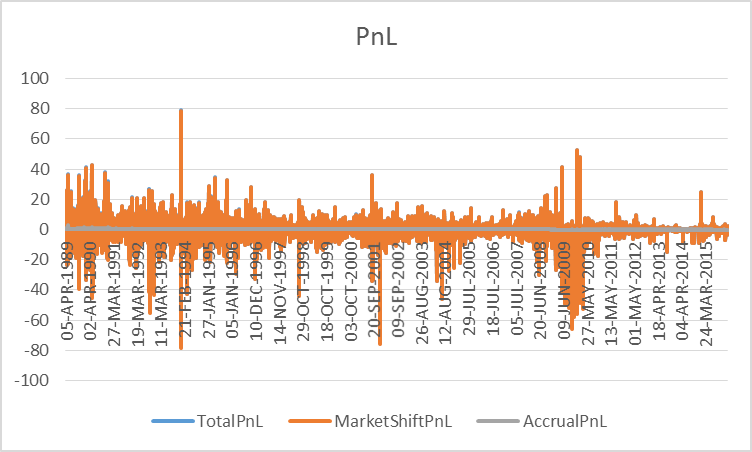 PnL
100
80
60
40
20
0
-20
-40
-60
-80
-100
05-APR-1989
02-APR-1990
27-MAR-1991
19-MAR-1992
11-MAR-1993
21-FEB-1994
27-JAN-1995
05-JAN-1996
10-DEC-1996
14-NOV-1997
29-OCT-1998
18-OCT-1999
03-OCT-2000
20-SEP-2001
09-SEP-2002
26-AUG-2003
12-AUG-2004
29-JUL-2005
18-JUL-2006
05-JUL-2007
20-JUN-2008
09-JUN-2009
27-MAY-2010
13-MAY-2011
01-MAY-2012
18-APR-2013
04-APR-2014
24-MAR-2015
TotalPnL MarketShiftPnL AccrualPnL